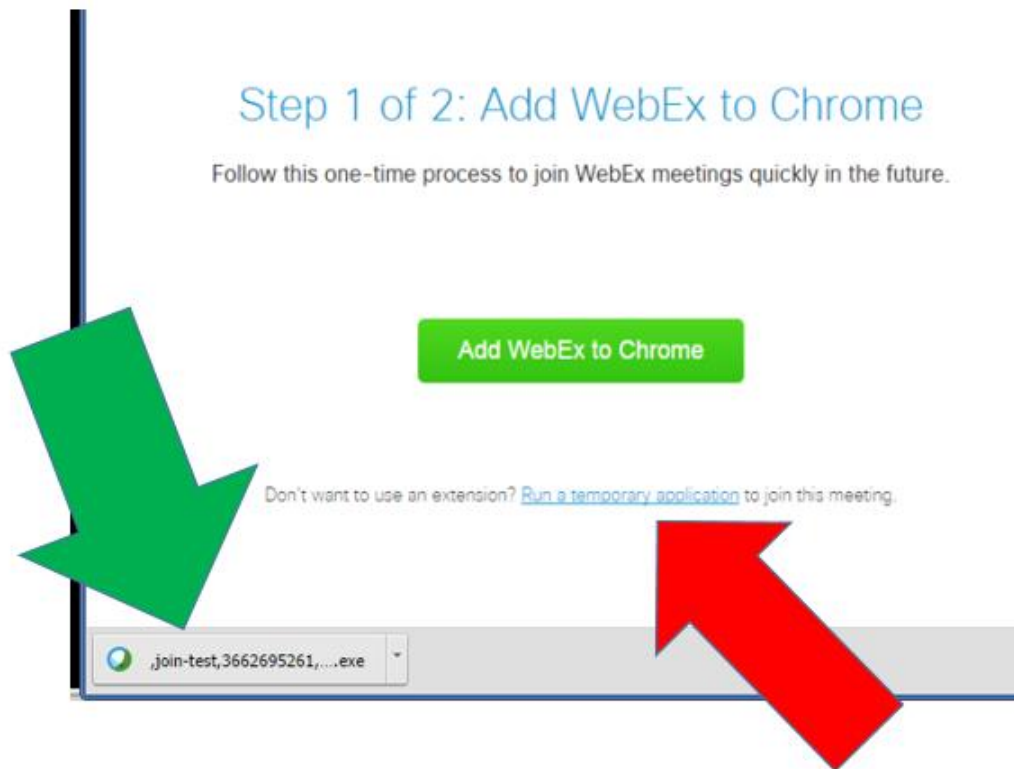 Step 1 of 2: Add WebEx to Chrome
Follow this one-time process to join WebEx meetings quickly in the future.
Add WebEx to Chrome
Don't want to use an extension? Run a temporary application to join this meeting.
,join-test,3662695261,....exe